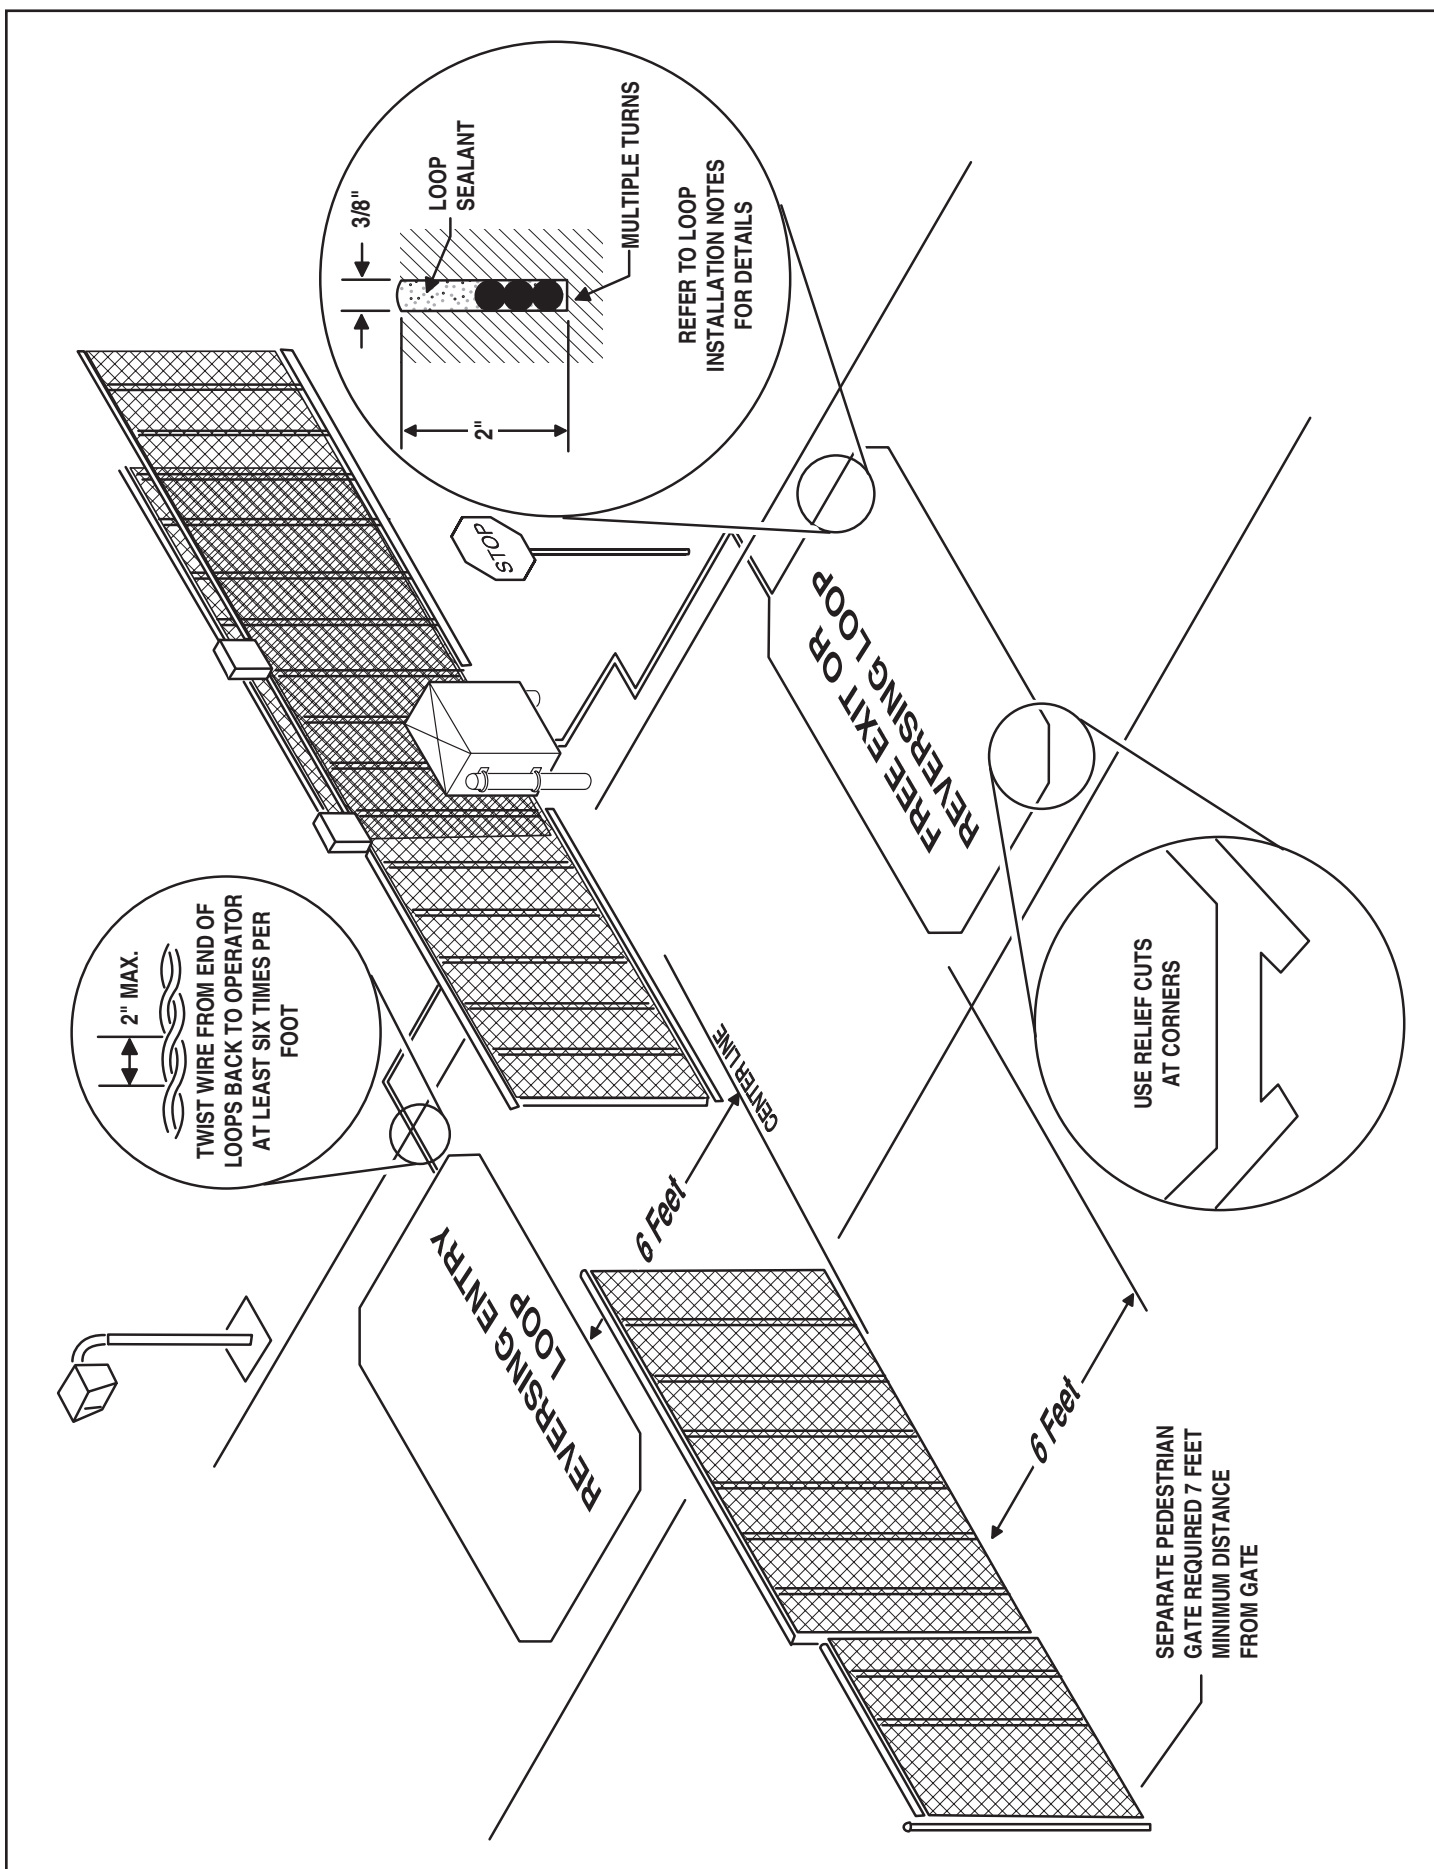 2" MAX.
TWIST WIRE FROM END OF
LOOPS BACK TO OPERATOR
AT LEAST SIX TIMES PER
FOOT
3/8"
LOOP
SEALANT
2"
MULTIPLE TURNS
REFER TO LOOP
INSTALLATION NOTES
FOR DETAILS
STOP
REVERSING ENTRY
LOOP
6 Feet
CENTER LINE
FREE EXIT OR
REVERSING LOOP
6 Feet
USE RELIEF CUTS
AT CORNERS
SEPARATE PEDESTRIAN
GATE REQUIRED 7 FEET
MINIMUM DISTANCE
FROM GATE